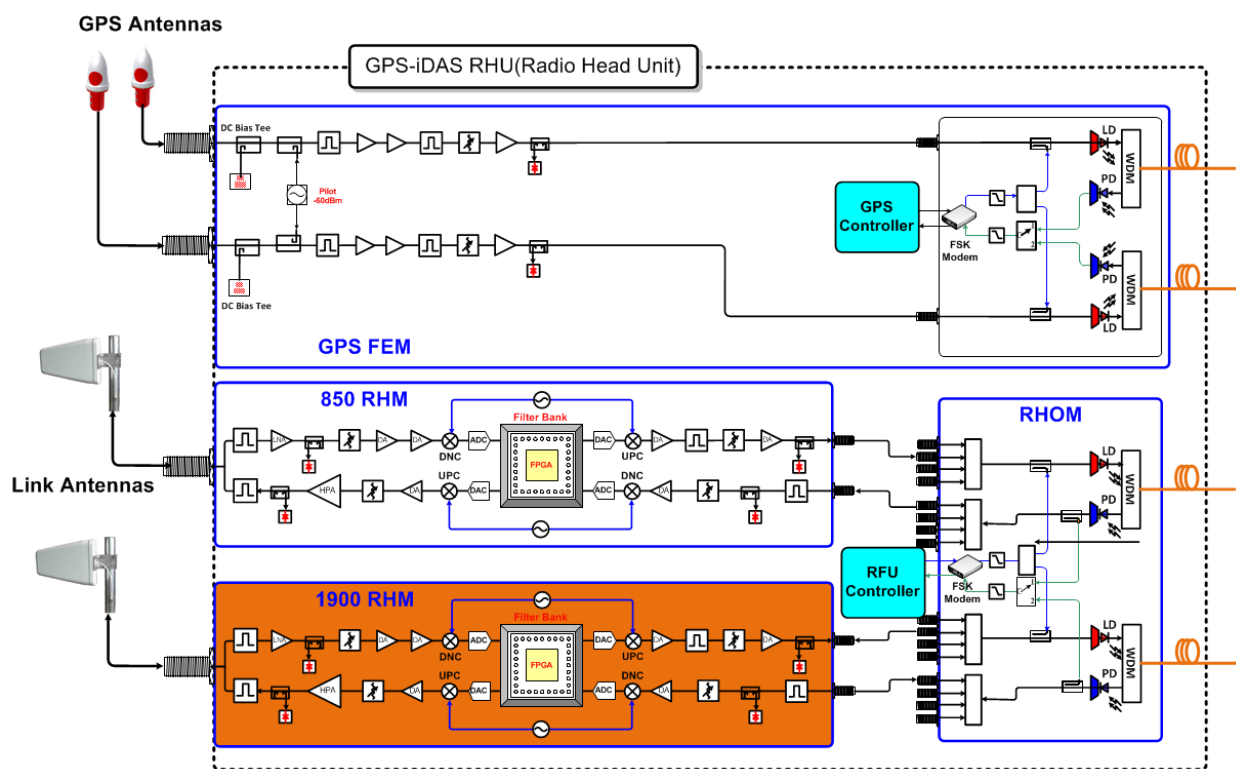 GPS Antennas
GPS-iDAS RHU(Radio Head Unit)
DC Bias Tee
LD
WDM
Pilot
-60dBm
GPS
Controller
FSK
Modem
PD
1
2
PD
WDM
DC Bias Tee
LD
GPS FEM
850 RHM
RHOM
Filter Bank
LNA
DA
DA
DNC
ADC
FPGA
DAC
UPC
DA
DA
LD
WDM
PD
Link Antennas
HPA
DA
UPC
DAC
ADC
DNC
DA
RFU
Controller
FSK
Modem
1
2
1900 RHM
Filter Bank
LNA
DA
DA
DNC
ADC
FPGA
DAC
UPC
DA
DA
LD
WDM
PD
HPA
DA
UPC
DAC
ADC
DNC
DA